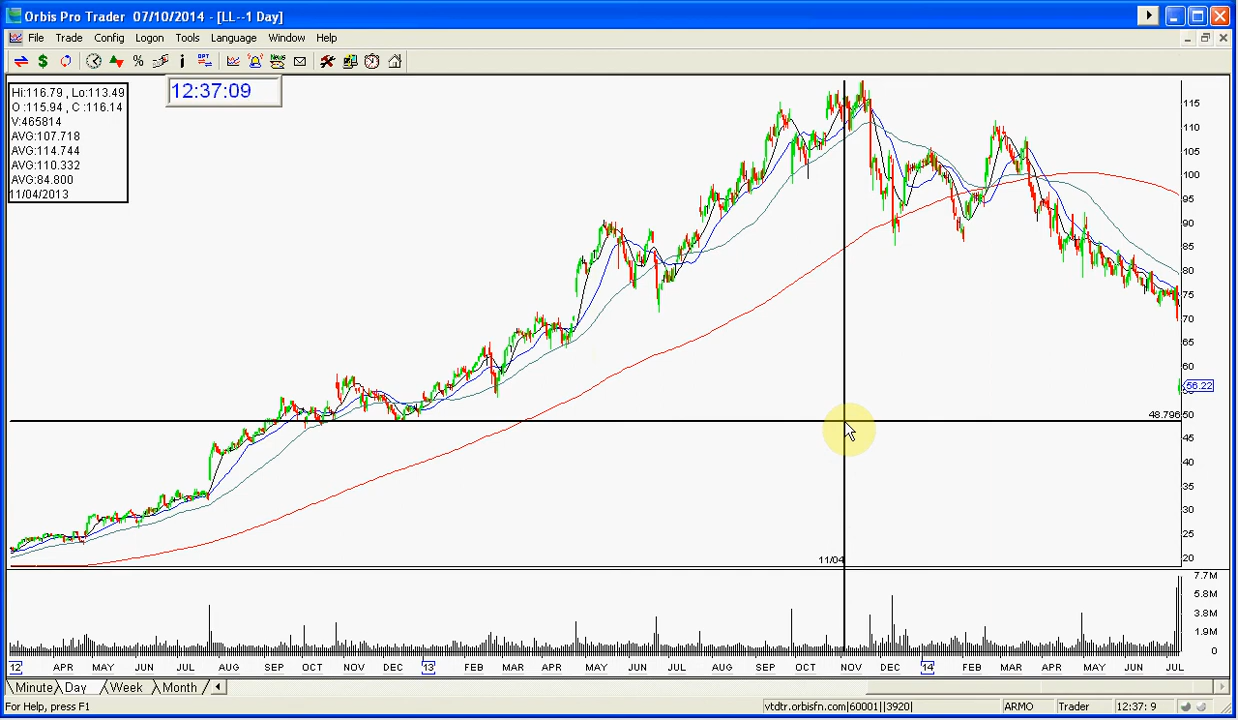 Orbis Pro Trader 07/10/2014 - [LL--1 Day]
File Trade Config Logon Tools Language Window Help
12:37:09
Hi:116.79 , Lo:113.49
O :115.94 , C :116.14
V:465814
AVG:107.718
AVG:114.744
AVG:110.332
AVG:84.800
11/04/2013
115
110
105
100
95
90
85
80
75
70
65
60
56.22
48.796
50
45
40
35
30
25
20
11/04
7.7M
5.8M
3.8M
1.9M
0
12 APR MAY JUN JUL AUG SEP OCT NOV DEC 13 FEB MAR APR MAY JUN JUL AUG SEP OCT NOV DEC 14 FEB MAR APR MAY JUN JUL
Minute Day Week Month
For Help, press F1 vtdtr.orbisfn.com|60001||3920| ARMO Trader 12:37: 9